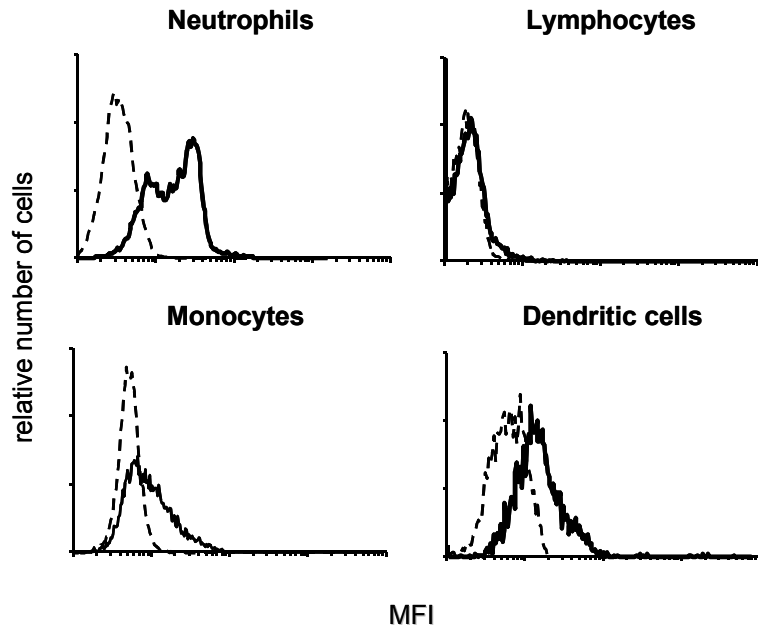 Neutrophils
Lymphocytes
relative number of cells
Monocytes
Dendritic cells
MFI